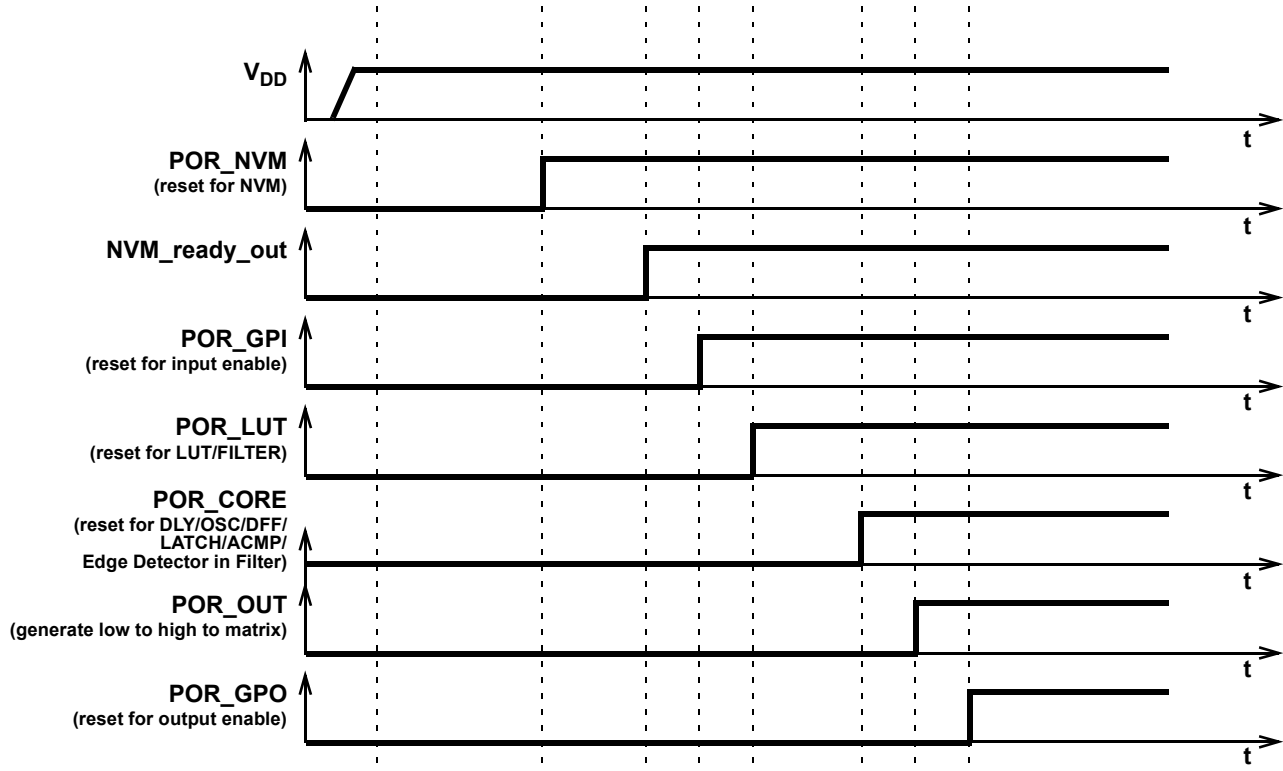 VDD
t
POR_NVM
(reset for NVM)
t
NVM_ready_out
t
POR_GPI
(reset for input enable)
t
POR_LUT
(reset for LUT/FILTER)
t
POR_CORE
(reset for DLY/OSC/DFF/
LATCH/ACMP/
Edge Detector in Filter)
t
POR_OUT
(generate low to high to matrix)
t
POR_GPO
(reset for output enable)
t